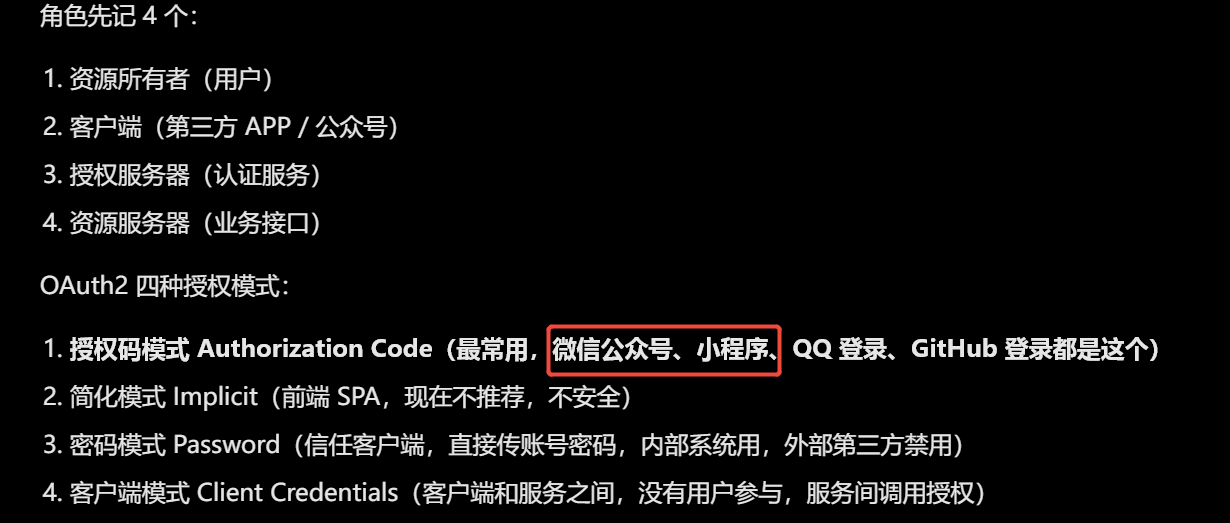 角色先记 4 个：
1. 资源所有者（用户）
2. 客户端（第三方 APP / 公众号）
3. 授权服务器（认证服务）
4. 资源服务器（业务接口）
OAuth2 四种授权模式：
1. 授权码模式 Authorization Code（最常用，微信公众号、小程序、QQ 登录、GitHub 登录都是这个）
2. 简化模式 Implicit（前端 SPA，现在不推荐，不安全）
3. 密码模式 Password（信任客户端，直接传账号密码，内部系统用，外部第三方禁用）
4. 客户端模式 Client Credentials（客户端和服务之间，没有用户参与，服务间调用授权）